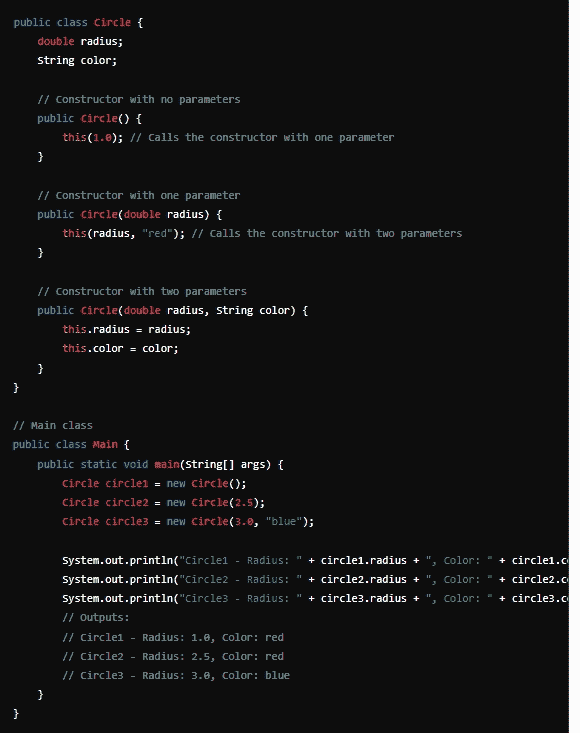 public class Circle {
    double radius;
    String color;

    // Constructor with no parameters
    public Circle() {
        this(1.0); // Calls the constructor with one parameter
    }

    // Constructor with one parameter
    public Circle(double radius) {
        this(radius, "red"); // Calls the constructor with two parameters
    }

    // Constructor with two parameters
    public Circle(double radius, String color) {
        this.radius = radius;
        this.color = color;
    }
}

// Main class
public class Main {
    public static void main(String[] args) {
        Circle circle1 = new Circle();
        Circle circle2 = new Circle(2.5);
        Circle circle3 = new Circle(3.0, "blue");

        System.out.println("Circle1 - Radius: " + circle1.radius + ", Color: " + circle1.c
        System.out.println("Circle2 - Radius: " + circle2.radius + ", Color: " + circle2.c
        System.out.println("Circle3 - Radius: " + circle3.radius + ", Color: " + circle3.c
        // Outputs:
        // Circle1 - Radius: 1.0, Color: red
        // Circle2 - Radius: 2.5, Color: red
        // Circle3 - Radius: 3.0, Color: blue
    }
}